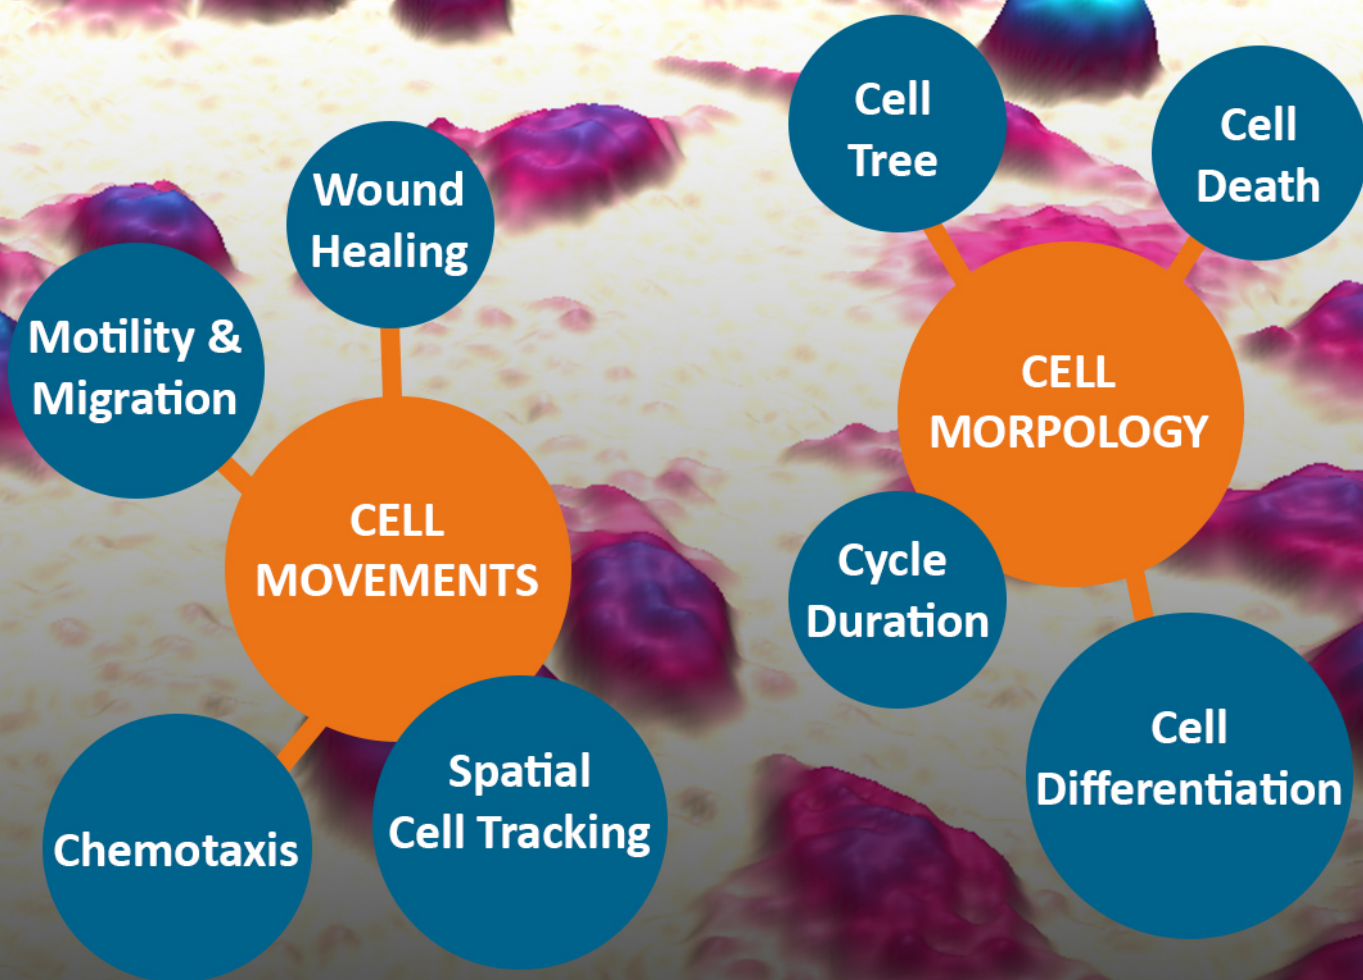 Wound
Healing
Motility &
Migration
CELL
MOVEMENTS
Chemotaxis
Spatial
Cell Tracking
Cell
Tree
Cell
Death
CELL
MORPOLOGY
Cycle
Duration
Cell
Differentiation